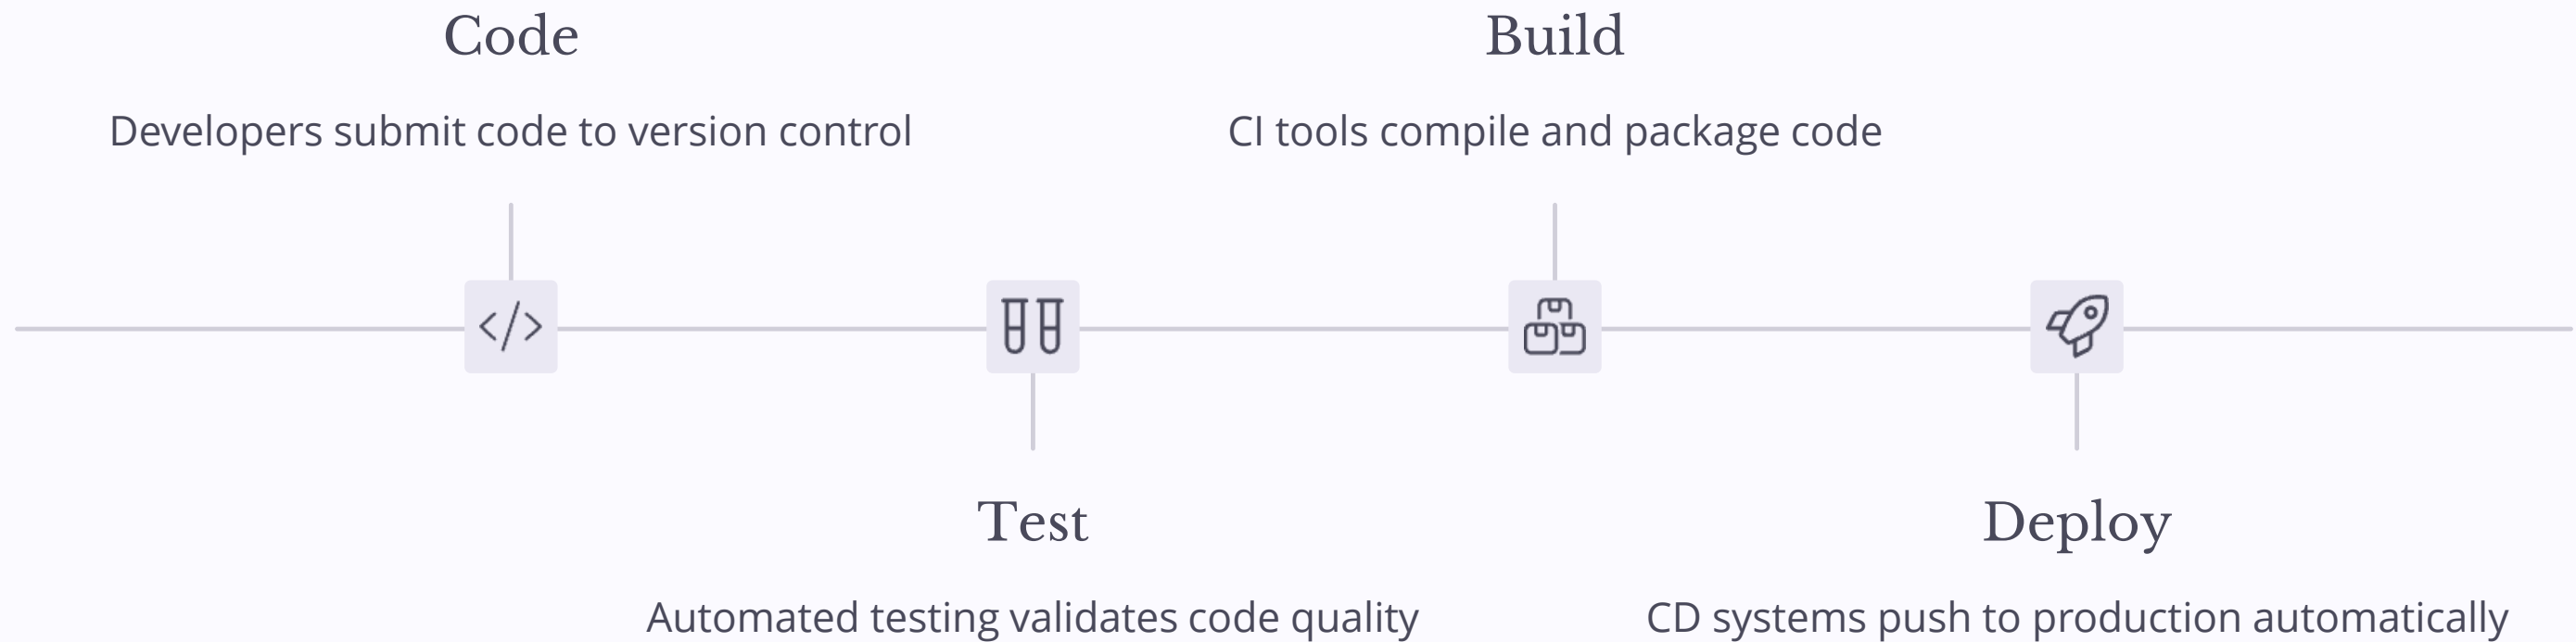 Code
Developers submit code to version control
Test
Automated testing validates code quality
Build
CI tools compile and package code
Deploy
CD systems push to production automatically